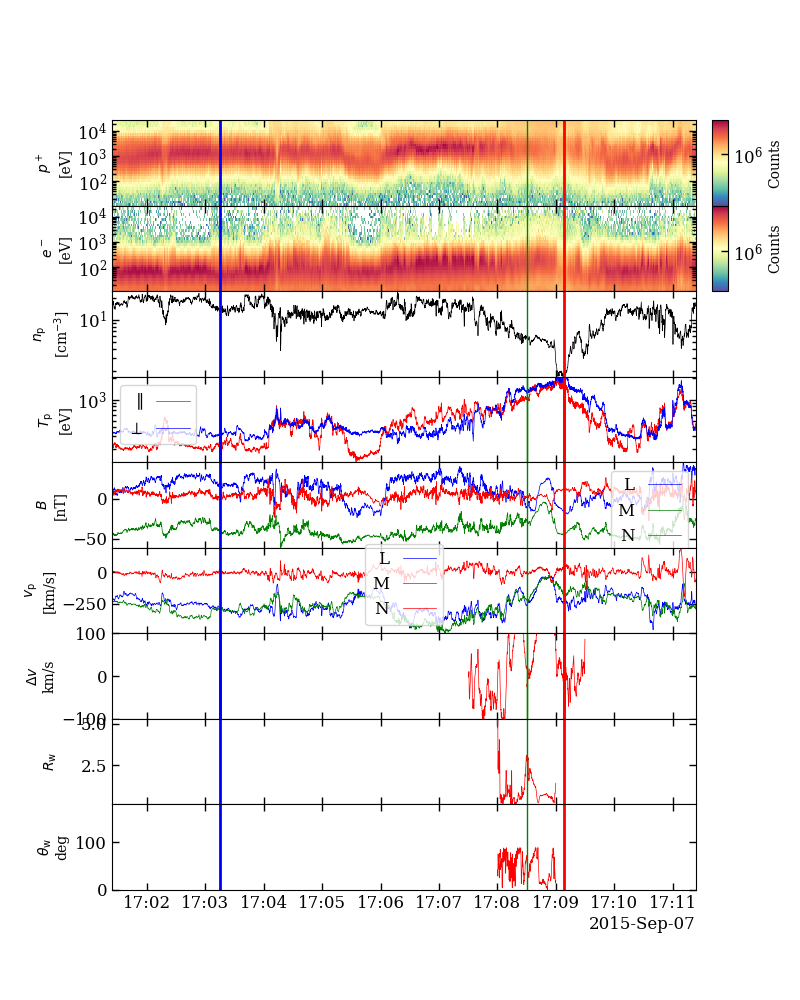 10⁴
10³
10²
p⁺
[eV]
10⁶
Counts
10⁴
10³
10²
e⁻
[eV]
10⁶
Counts
10¹
nₚ
[cm⁻³]
10³
Tₚ
[eV]
∥
⊥
0
−50
B
[nT]
L
M
N
0
−250
vₚ
[km/s]
L
M
N
100
0
−100
Δv
km/s
5.0
2.5
R_w
100
0
θ_w
deg
17:02 17:03 17:04 17:05 17:06 17:07 17:08 17:09 17:10 17:11
2015-Sep-07